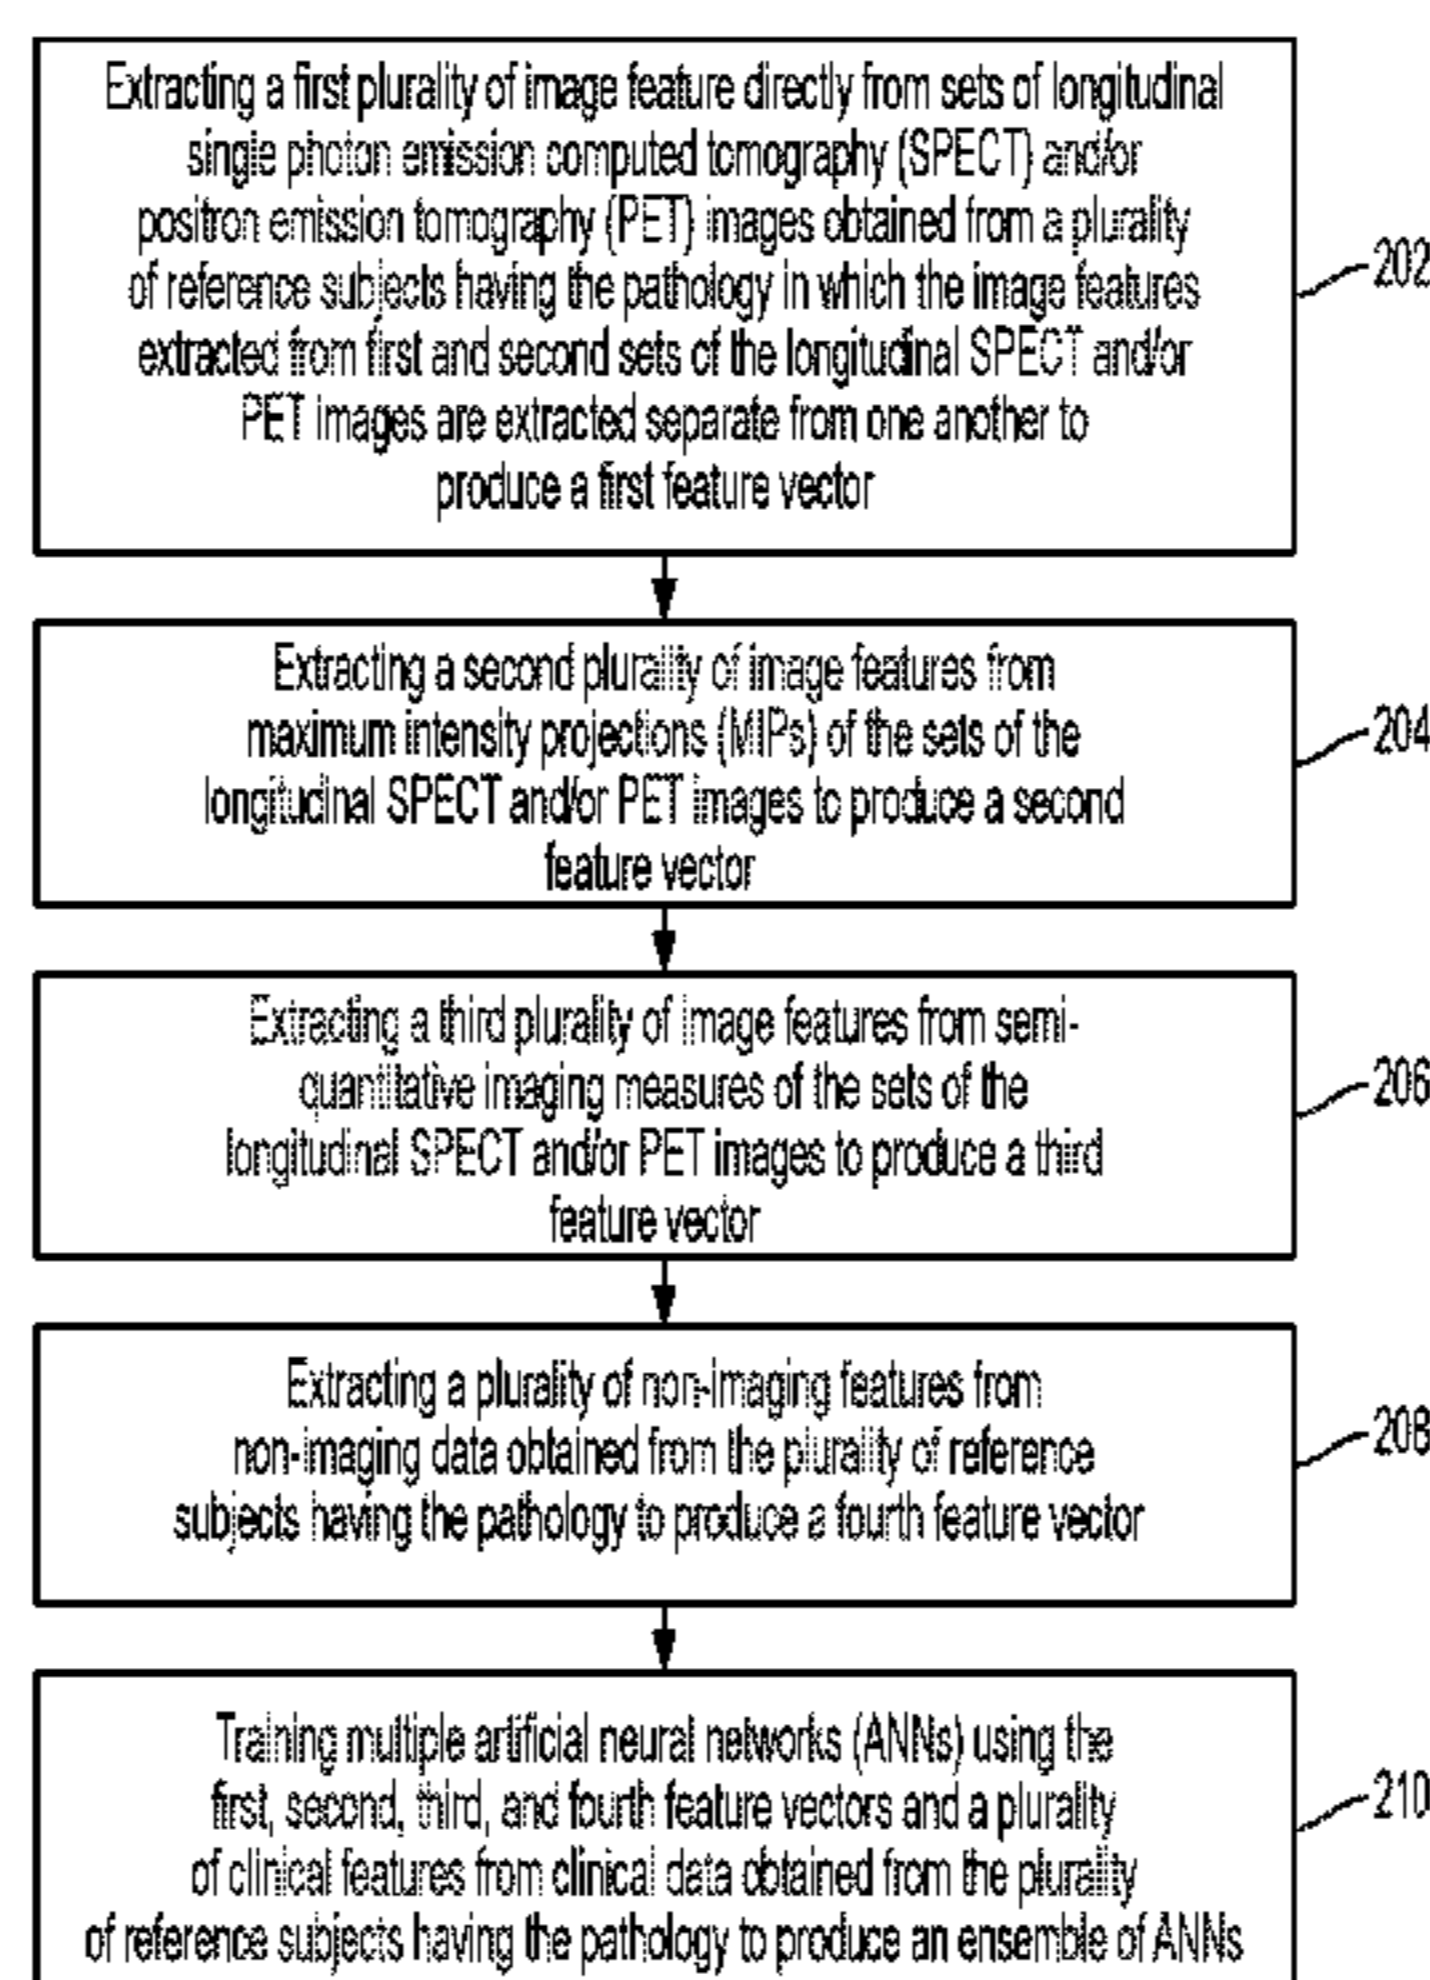 Extracting a first plurality of image feature directly from sets of longitudinal
single photon emission computed tomography (SPECT) and/or
positron emission tomography (PET) images obtained from a plurality
of reference subjects having the pathology in which the image features
extracted from first and second sets of the longitudinal SPECT and/or
PET images are extracted separate from one another to
produce a first feature vector
202
Extracting a second plurality of image features from
maximum intensity projections (MIPs) of the sets of the
longitudinal SPECT and/or PET images to produce a second
feature vector
204
Extracting a third plurality of image features from semi-
quantitative imaging measures of the sets of the
longitudinal SPECT and/or PET images to produce a third
feature vector
206
Extracting a plurality of non-imaging features from
non-imaging data obtained from the plurality of reference
subjects having the pathology to produce a fourth feature vector
208
Training multiple artificial neural networks (ANNs) using the
first, second, third, and fourth feature vectors and a plurality
of clinical features from clinical data obtained from the plurality
of reference subjects having the pathology to produce an ensemble of ANNs
210